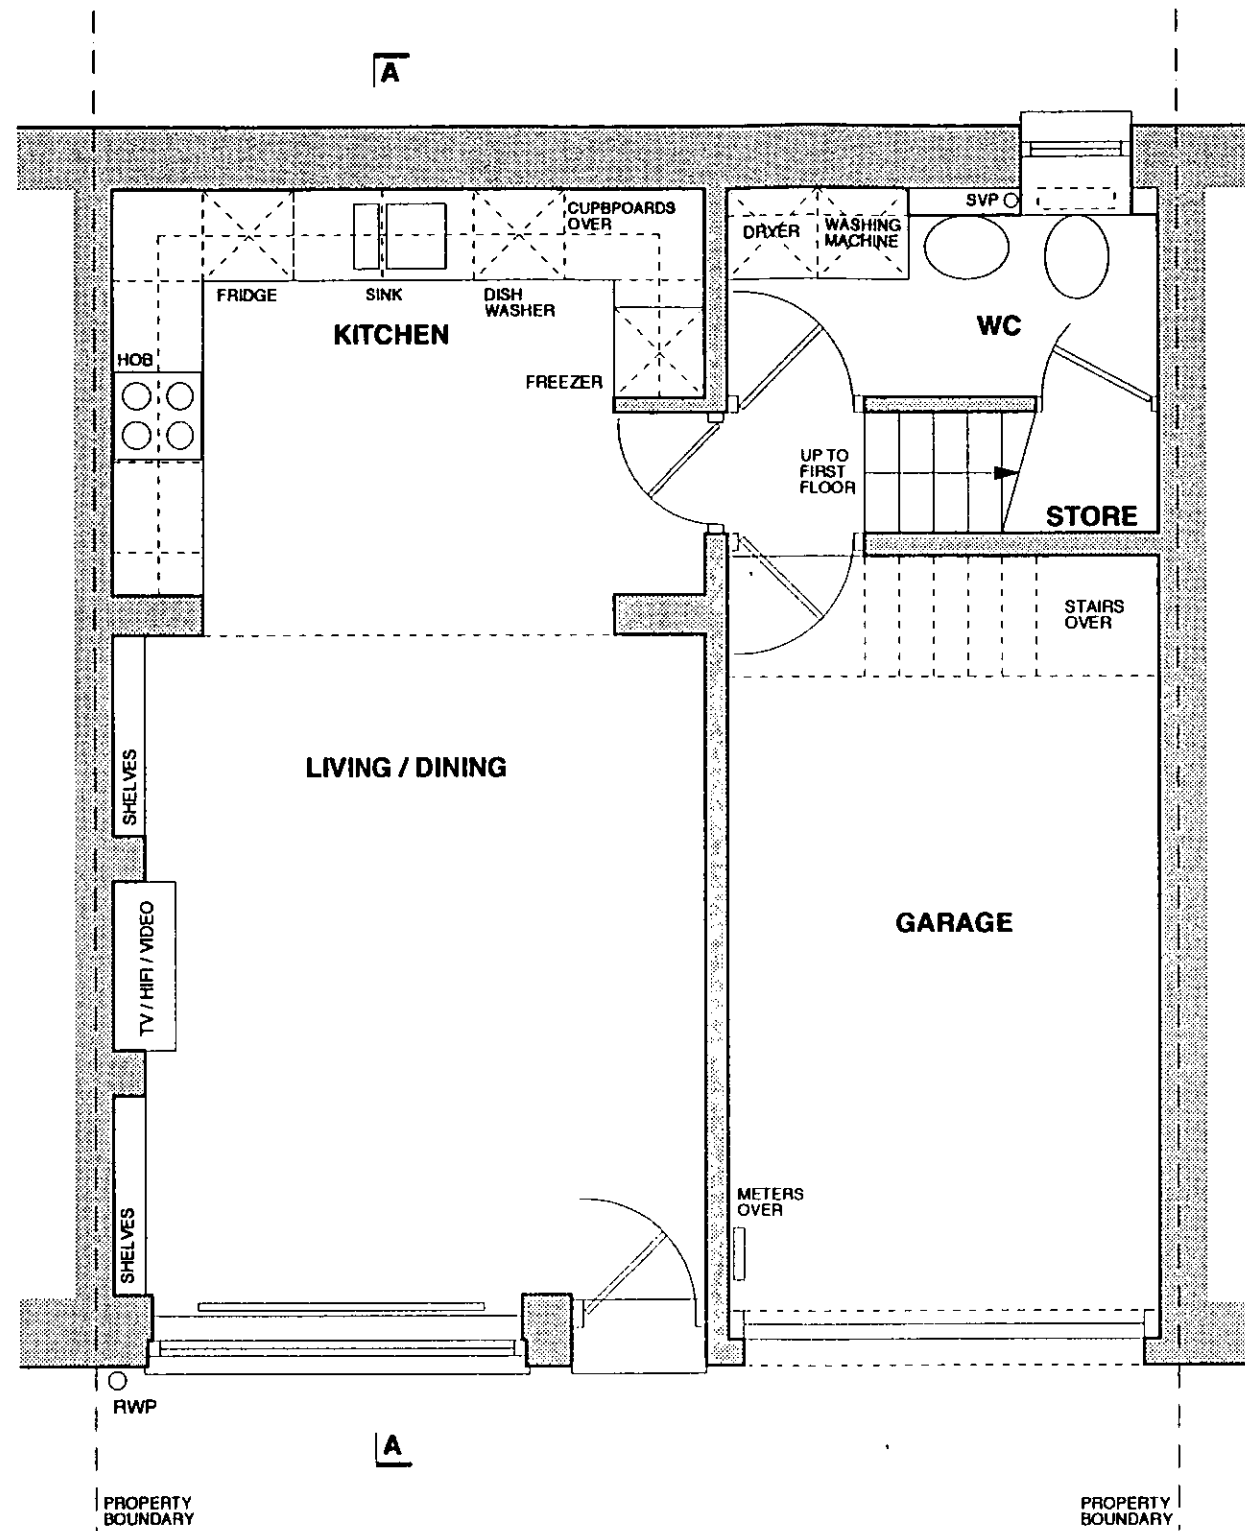 A
SVP
CUPBPOARDS
OVER
DRYER
WASHING
MACHINE
FRIDGE
SINK
DISH
WASHER
KITCHEN
WC
HOB
FREEZER
UP TO
FIRST
FLOOR
STORE
STAIRS
OVER
SHELVES
LIVING / DINING
TV / HIFI / VIDEO
GARAGE
METERS
OVER
SHELVES
RWP
A
PROPERTY
BOUNDARY
PROPERTY
BOUNDARY